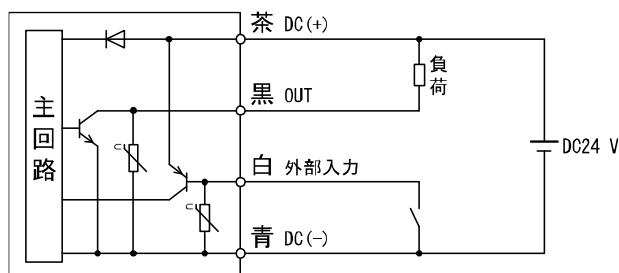 茶 DC(+)
負荷
主回路
黒 OUT
DC24 V
白 外部入力
青 DC(-)